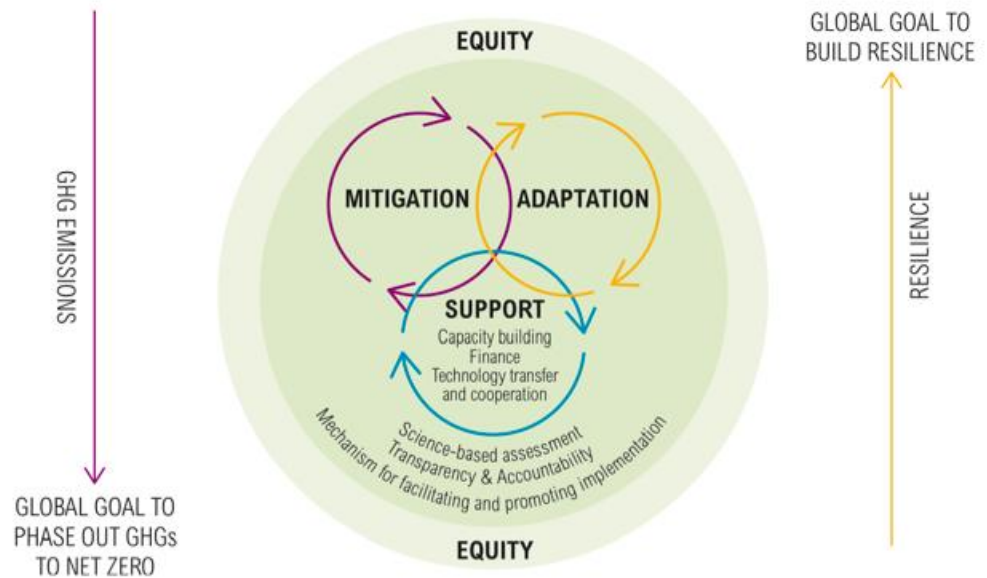 GHG EMISSIONS
GLOBAL GOAL TO
PHASE OUT GHGs
TO NET ZERO
EQUITY
MITIGATION
ADAPTATION
SUPPORT
Capacity building
Finance
Technology transfer
and cooperation
Science-based assessment
Transparency & Accountability
Mechanism for facilitating and promoting implementation
EQUITY
GLOBAL GOAL TO
BUILD RESILIENCE
RESILIENCE